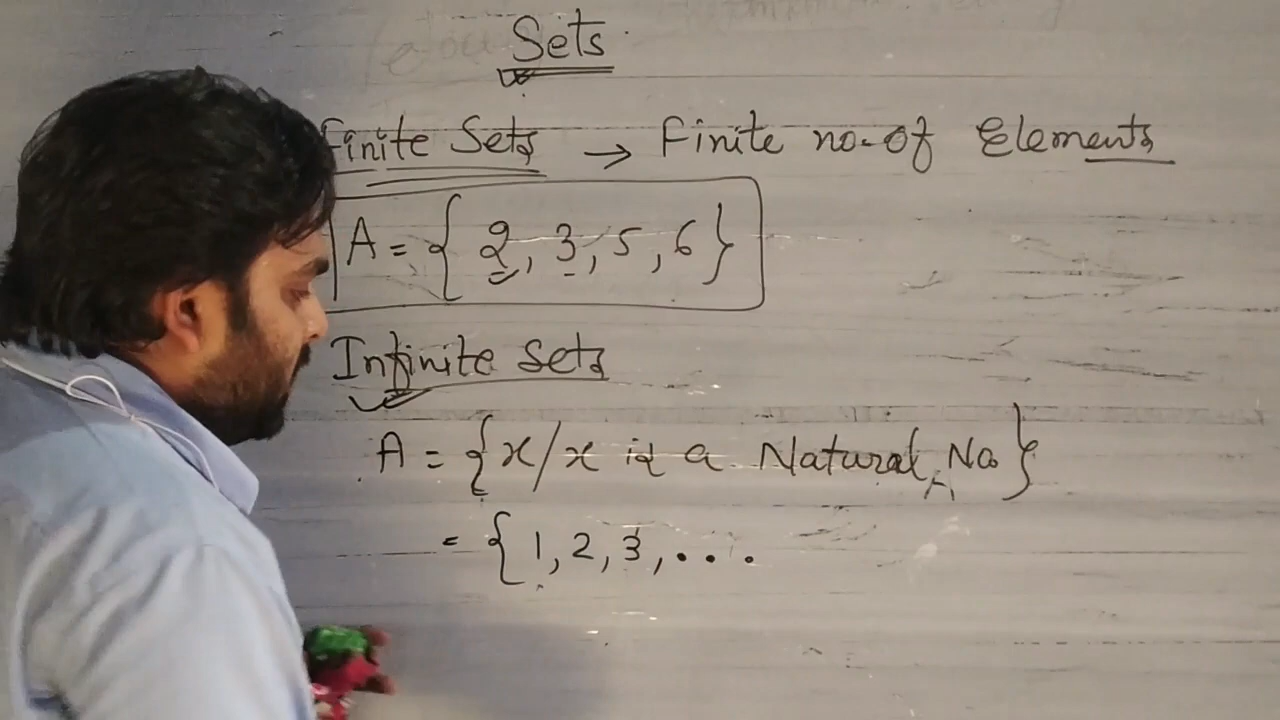 Sets
Finite Sets → Finite no. of Elements
A = { 2, 3, 5, 6 }
Infinite Sets
A = { x/x is a Natural No }
= { 1, 2, 3, . . .